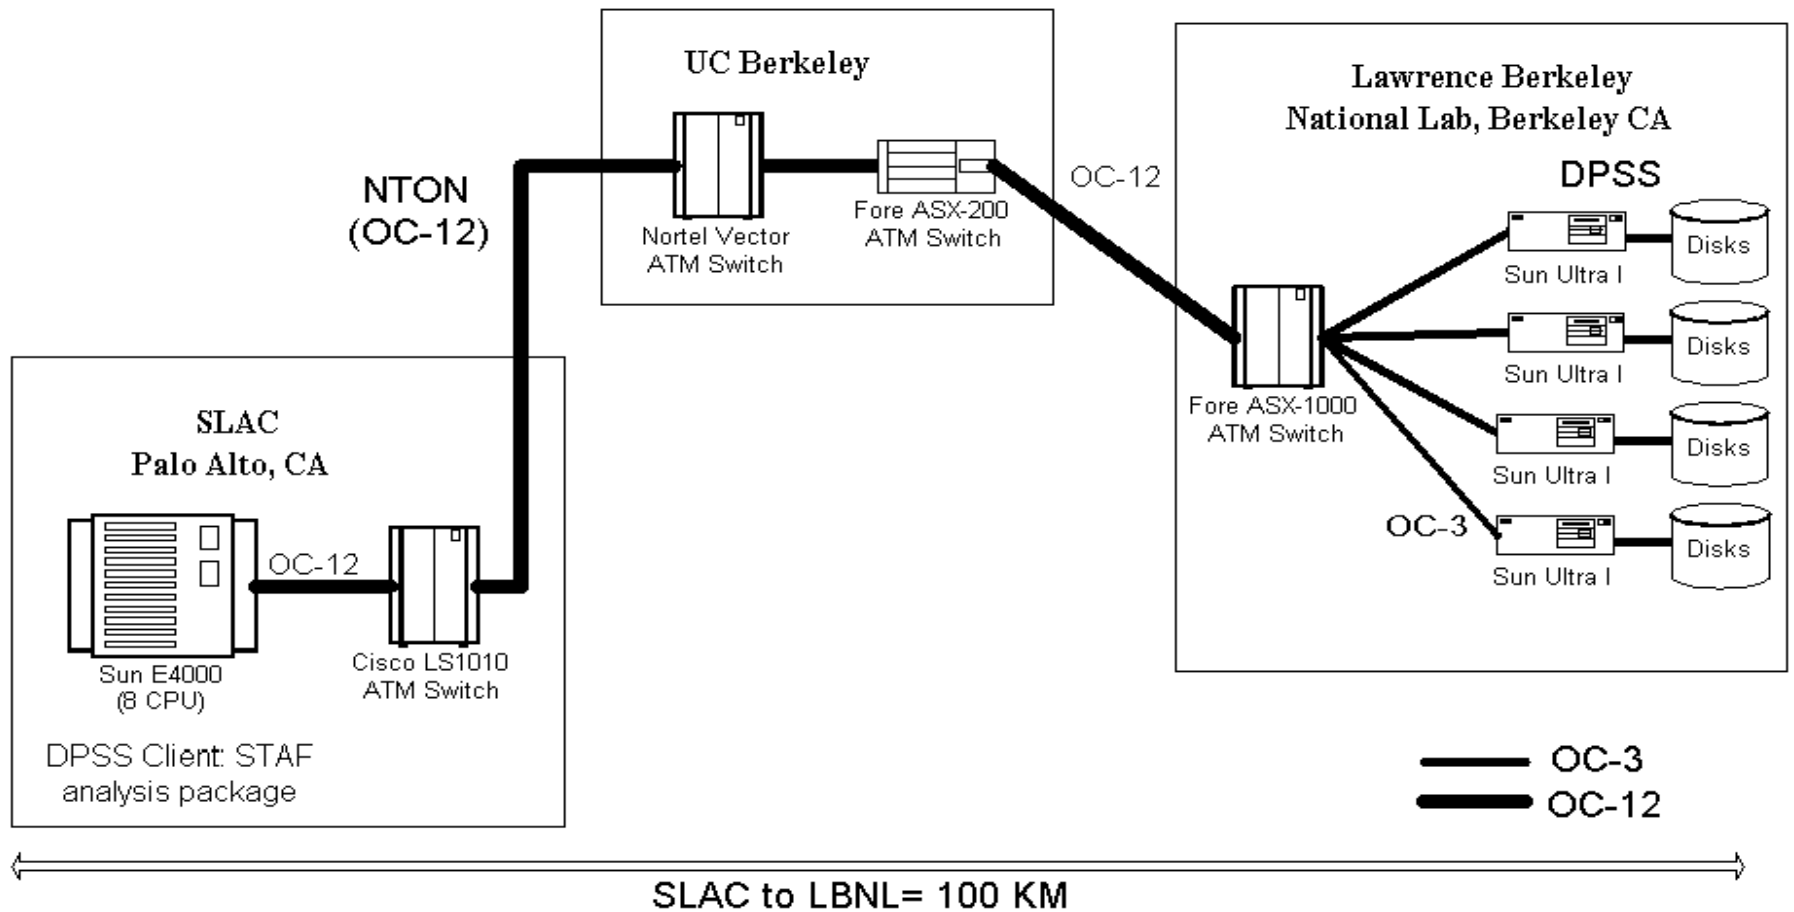 UC Berkeley
Nortel Vector
ATM Switch
Fore ASX-200
ATM Switch
NTON
(OC-12)
OC-12
Lawrence Berkeley
National Lab, Berkeley CA
DPSS
Disks
Sun Ultra I
Disks
Sun Ultra I
Disks
Sun Ultra I
Disks
Sun Ultra I
Fore ASX-1000
ATM Switch
OC-3
SLAC
Palo Alto, CA
OC-12
Sun E4000
(8 CPU)
Cisco LS1010
ATM Switch
DPSS Client: STAF
analysis package
OC-3
OC-12
SLAC to LBNL= 100 KM